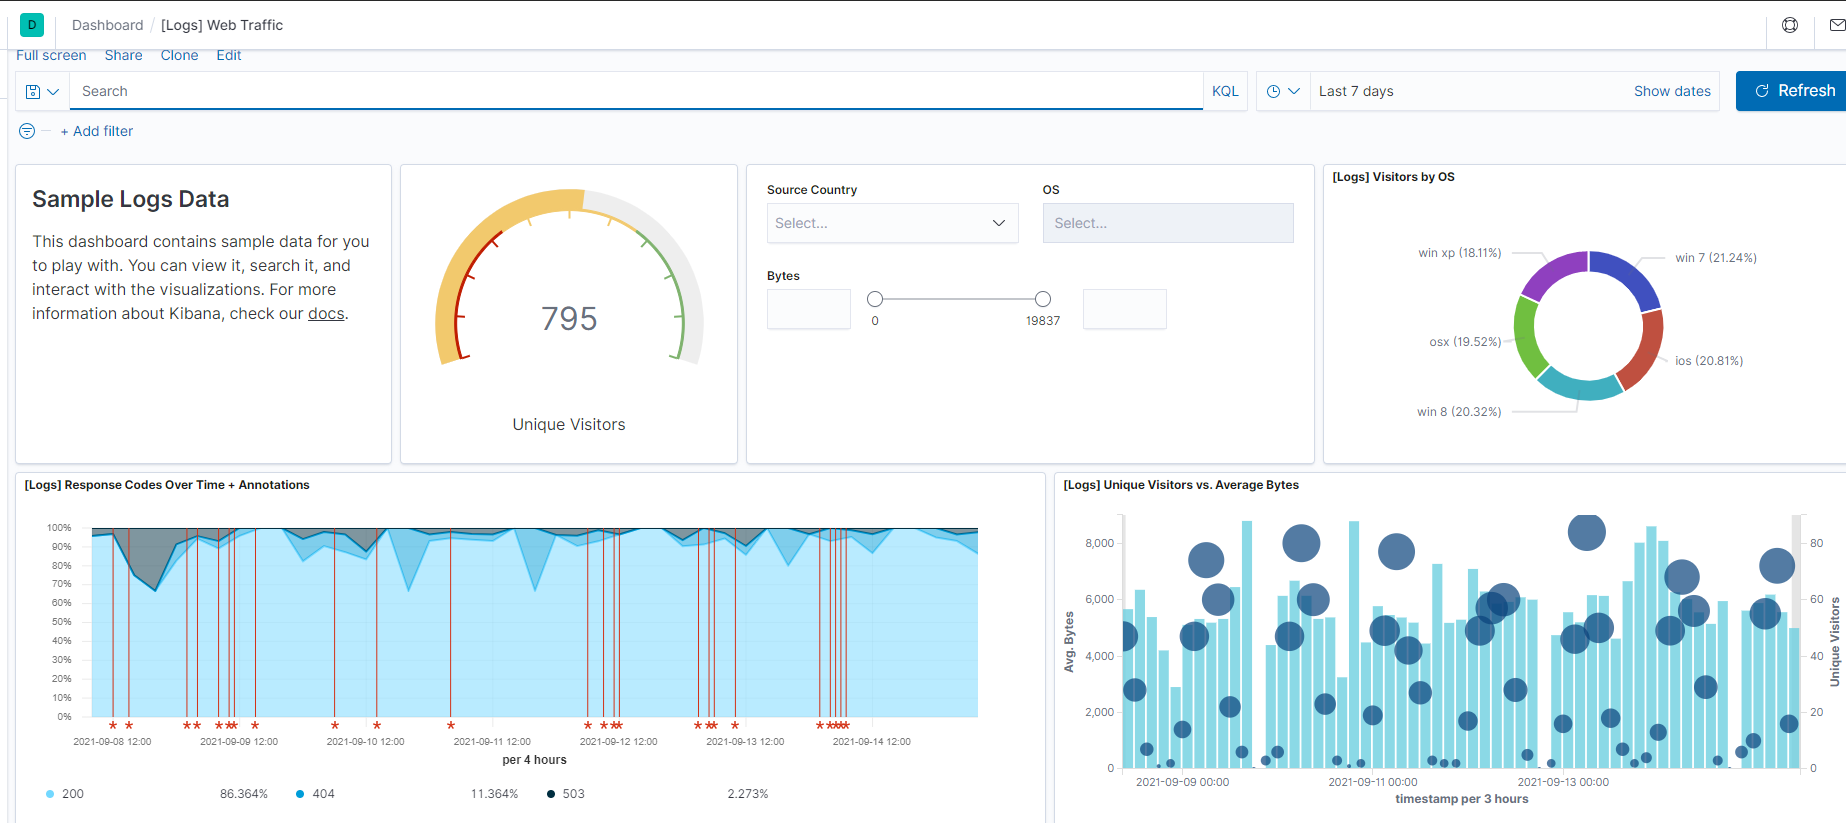 D Dashboard / [Logs] Web Traffic
Full screen Share Clone Edit
Search KQL Last 7 days Show dates Refresh
+ Add filter
Sample Logs Data
This dashboard contains sample data for you
to play with. You can view it, search it, and
interact with the visualizations. For more
information about Kibana, check our docs.
795
Unique Visitors
Source Country OS
Select... Select...
Bytes
0 19837
[Logs] Visitors by OS
win xp (18.11%) win 7 (21.24%)
osx (19.52%) ios (20.81%)
win 8 (20.32%)
[Logs] Response Codes Over Time + Annotations
100%
90%
80%
70%
60%
50%
40%
30%
20%
10%
0%
2021-09-08 12:00 2021-09-09 12:00 2021-09-10 12:00 2021-09-11 12:00 2021-09-12 12:00 2021-09-13 12:00 2021-09-14 12:00
per 4 hours
200 86.364% 404 11.364% 503 2.273%
[Logs] Unique Visitors vs. Average Bytes
Avg. Bytes
8,000
6,000
4,000
2,000
0
80
60
40
20
0
Unique Visitors
2021-09-09 00:00 2021-09-11 00:00 2021-09-13 00:00
timestamp per 3 hours